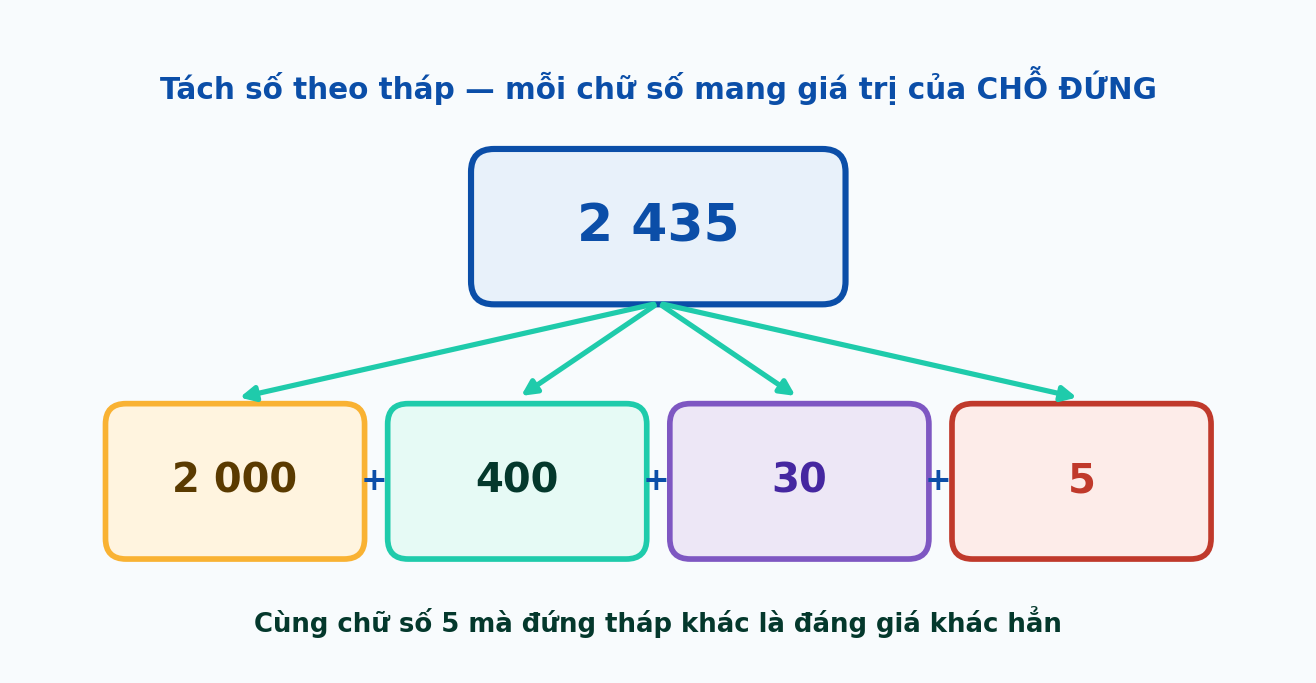 Tách số theo tháp — mỗi chữ số mang giá trị của CHỖ ĐỨNG
2 435
2 000 + 400 + 30 + 5
Cùng chữ số 5 mà đứng tháp khác là đáng giá khác hẳn